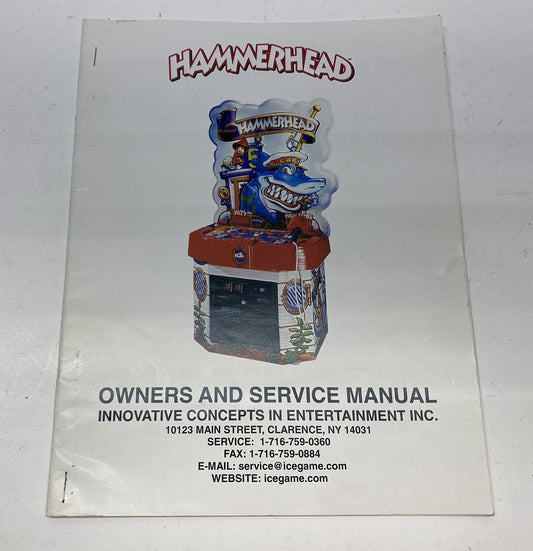 HAMMERHEAD
HAMMERHEAD
OWNERS AND SERVICE MANUAL
INNOVATIVE CONCEPTS IN ENTERTAINMENT INC.
10123 MAIN STREET, CLARENCE, NY 14031
SERVICE: 1-716-759-0360
FAX: 1-716-759-0884
E-MAIL: service@icegame.com
WEBSITE: icegame.com